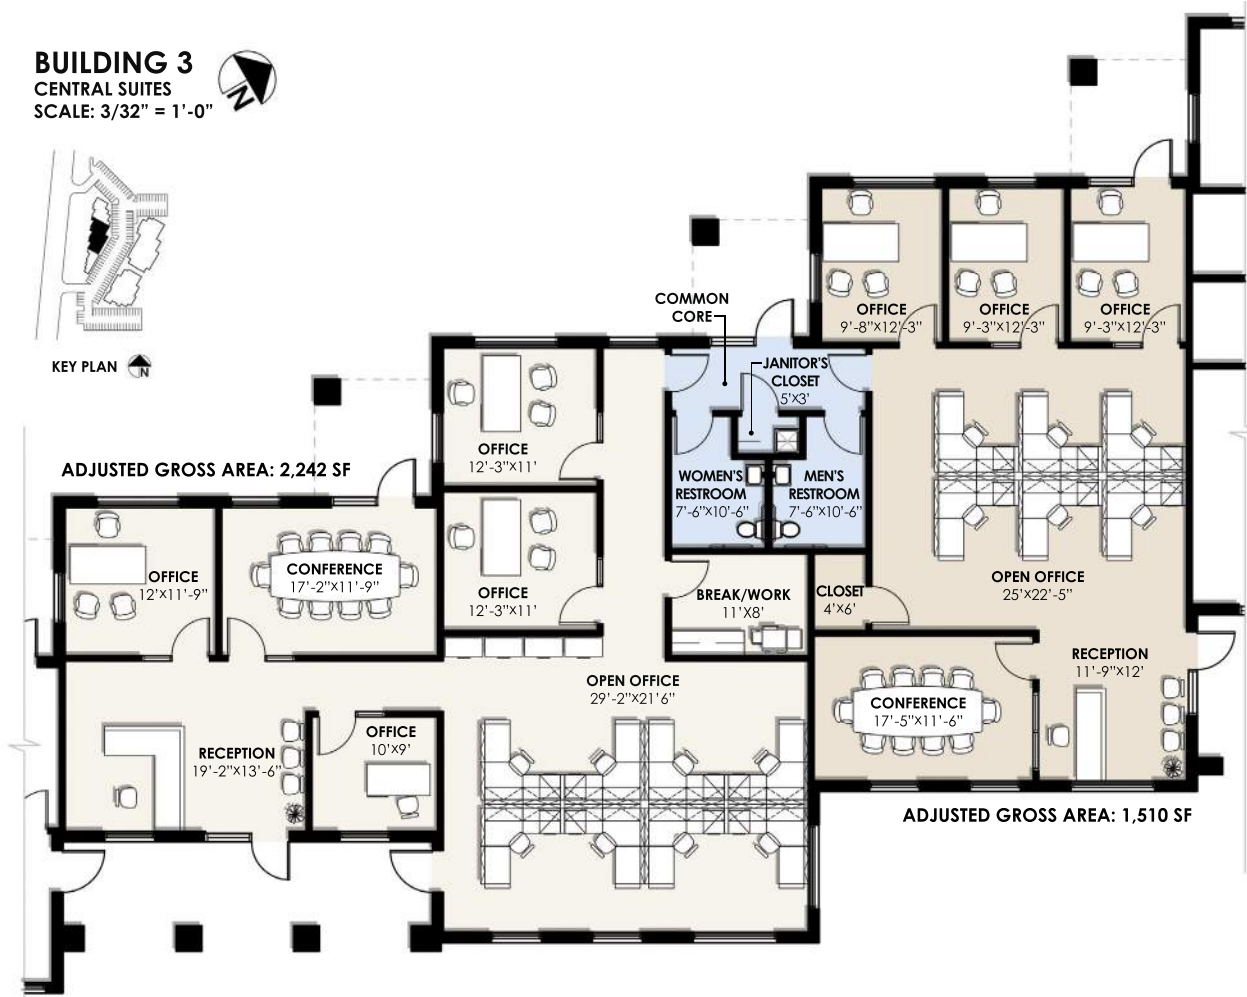 BUILDING 3
CENTRAL SUITES
SCALE: 3/32” = 1’-0”
N
KEY PLAN
N
COMMON
CORE
JANITOR'S
CLOSET
5'X3'
OFFICE
9'-8"X12'-3"
OFFICE
9'-3"X12'-3"
OFFICE
9'-3"X12'-3"
ADJUSTED GROSS AREA: 2,242 SF
OFFICE
12'-3"X11'
WOMEN'S
RESTROOM
7'-6"X10'-6"
MEN'S
RESTROOM
7'-6"X10'-6"
OFFICE
12'X11'-9"
CONFERENCE
17'-2"X11'-9"
OFFICE
12'-3"X11'
BREAK/WORK
11'X8'
CLOSET
4'X6'
OPEN OFFICE
25'X22'-5"
OPEN OFFICE
29'-2"X21'6"
RECEPTION
11'-9"X12'
CONFERENCE
17'-5"X11'-6"
RECEPTION
19'-2"X13'-6"
OFFICE
10'X9'
ADJUSTED GROSS AREA: 1,510 SF